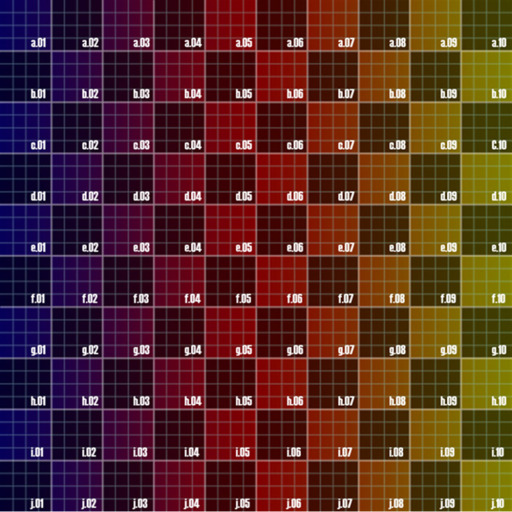 a.01 a.02 a.03 a.04 a.05 a.06 a.07 a.08 a.09 a.10
b.01 b.02 b.03 b.04 b.05 b.06 b.07 b.08 b.09 b.10
c.01 c.02 c.03 c.04 c.05 c.06 c.07 c.08 c.09 C.10
d.01 d.02 d.03 d.04 d.05 d.06 d.07 d.08 d.09 d.10
e.01 e.02 e.03 e.04 e.05 e.06 e.07 e.08 e.09 e.10
f.01 f.02 f.03 f.04 f.05 f.06 f.07 f.08 f.09 f.10
g.01 g.02 g.03 g.04 g.05 g.06 g.07 g.08 g.09 g.10
h.01 h.02 h.03 h.04 h.05 h.06 h.07 h.08 h.09 h.10
i.01 i.02 i.03 i.04 i.05 i.06 i.07 i.08 i.09 i.10
j.01 j.02 j.03 j.04 j.05 j.06 j.07 j.08 j.09 j.10